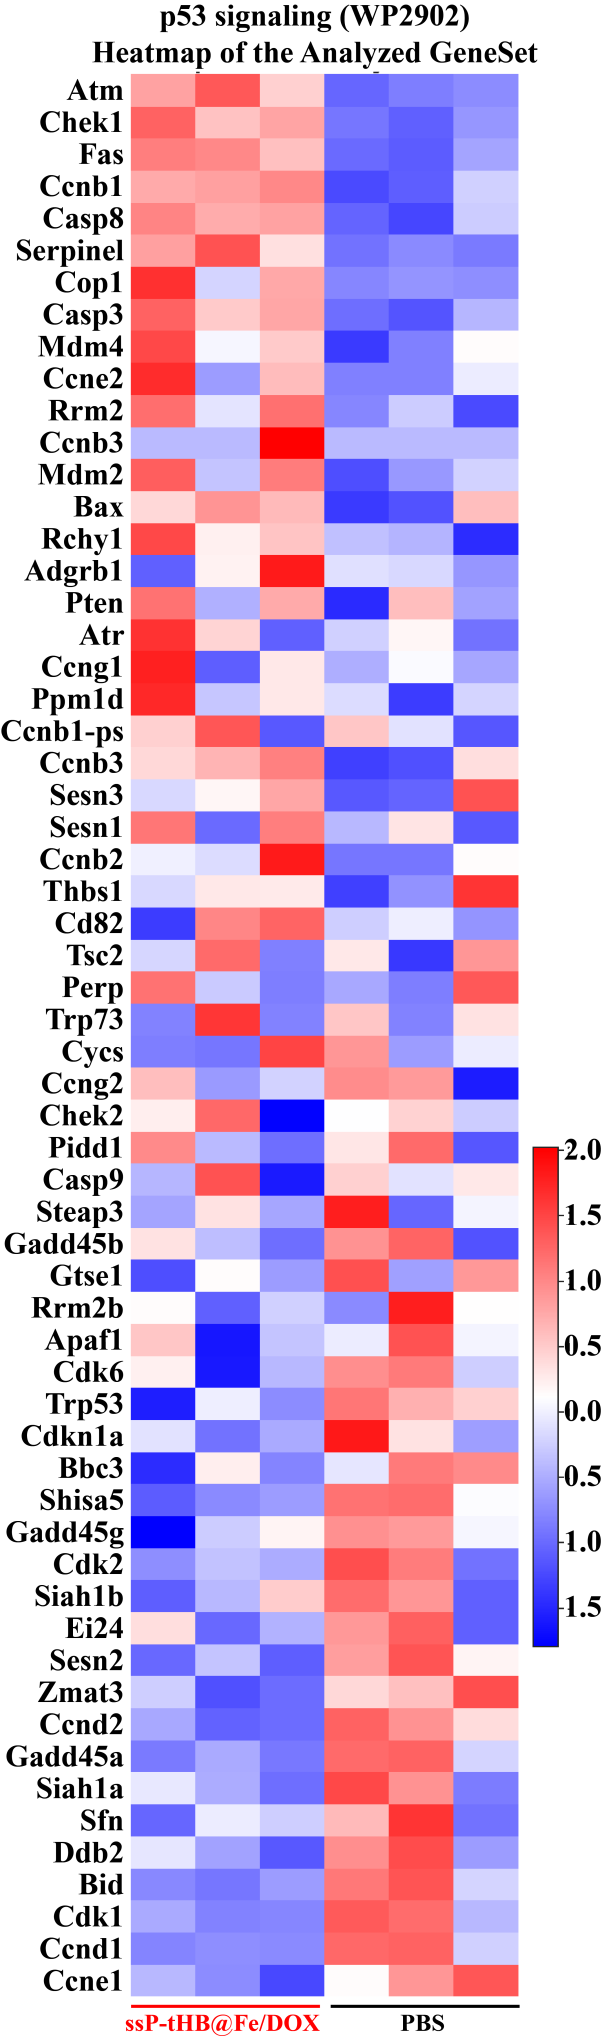 p53 signaling (WP2902)
Heatmap of the Analyzed GeneSet
Atm
Chek1
Fas
Ccnb1
Casp8
Serpinel
Cop1
Casp3
Mdm4
Ccne2
Rrm2
Ccnb3
Mdm2
Bax
Rchy1
Adgrb1
Pten
Atr
Ccng1
Ppm1d
Ccnb1-ps
Ccnb3
Sesn3
Sesn1
Ccnb2
Thbs1
Cd82
Tsc2
Perp
Trp73
Cycs
Ccng2
Chek2
Pidd1
Casp9
Steap3
Gadd45b
Gtse1
Rrm2b
Apaf1
Cdk6
Trp53
Cdkn1a
Bbc3
Shisa5
Gadd45g
Cdk2
Siah1b
Ei24
Sesn2
Zmat3
Ccnd2
Gadd45a
Siah1a
Sfn
Ddb2
Bid
Cdk1
Ccnd1
Ccne1
2.0
1.5
1.0
0.5
0.0
0.5
1.0
1.5
ssP-tHB@Fe/DOX
PBS